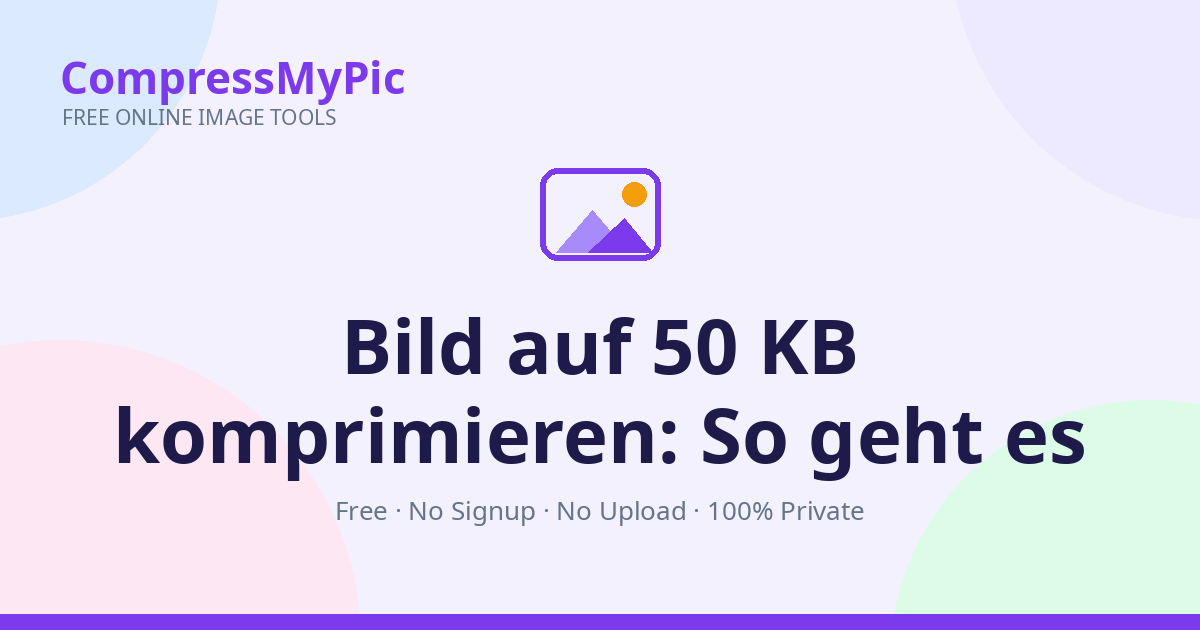 CompressMyPic
FREE ONLINE IMAGE TOOLS
Bild auf 50 KB
komprimieren: So geht es
Free · No Signup · No Upload · 100% Private